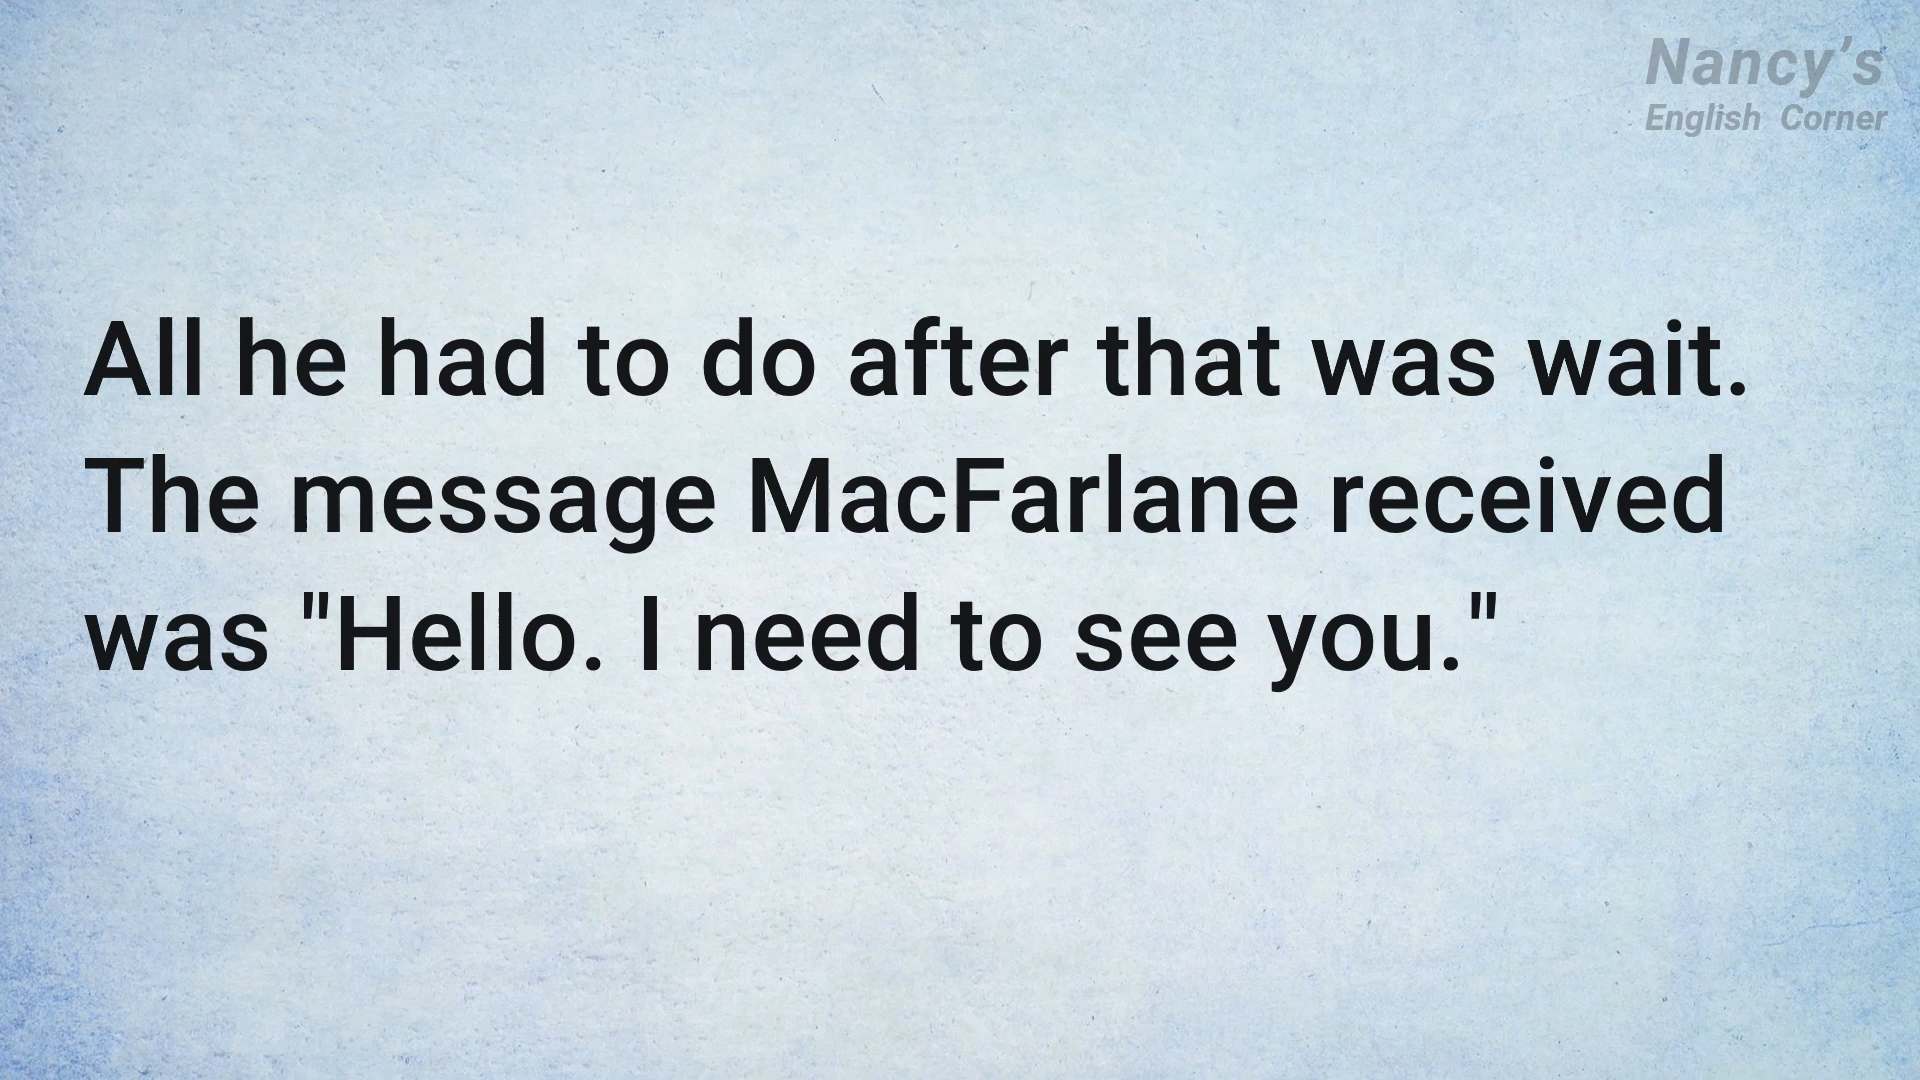 Nancy’s
English Corner
All he had to do after that was wait.
The message MacFarlane received
was "Hello. I need to see you."